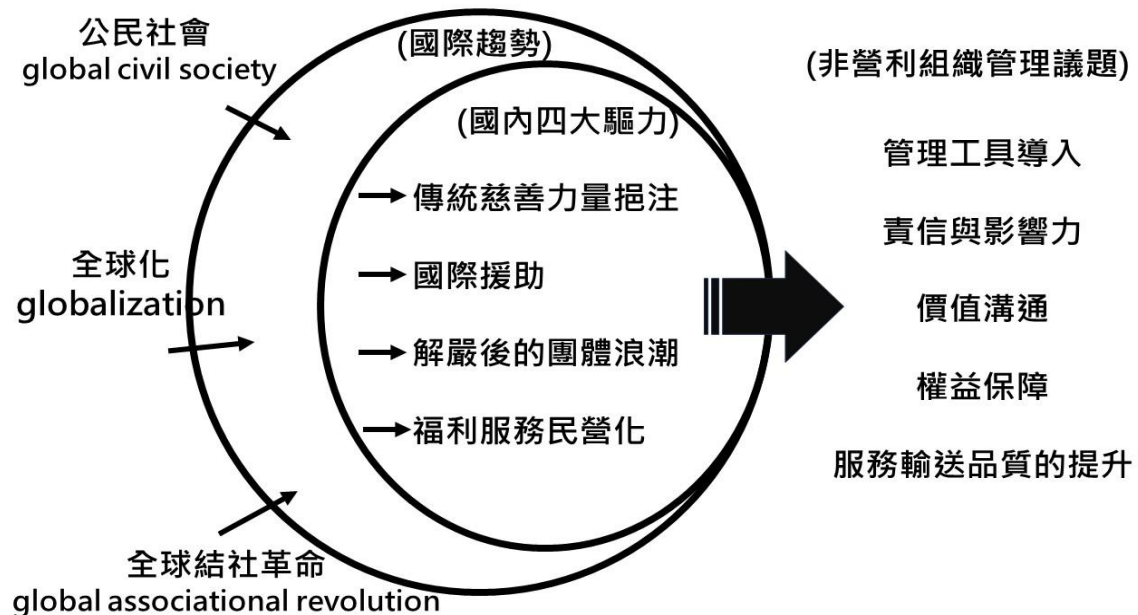 公民社會
global civil society
全球化
globalization
全球結社革命
global associational revolution
(國際趨勢)
(國內四大驅力)
傳統慈善力量挹注
國際援助
解嚴後的團體浪潮
福利服務民營化
(非營利組織管理議題)
管理工具導入
責信與影響力
價值溝通
權益保障
服務輸送品質的提升